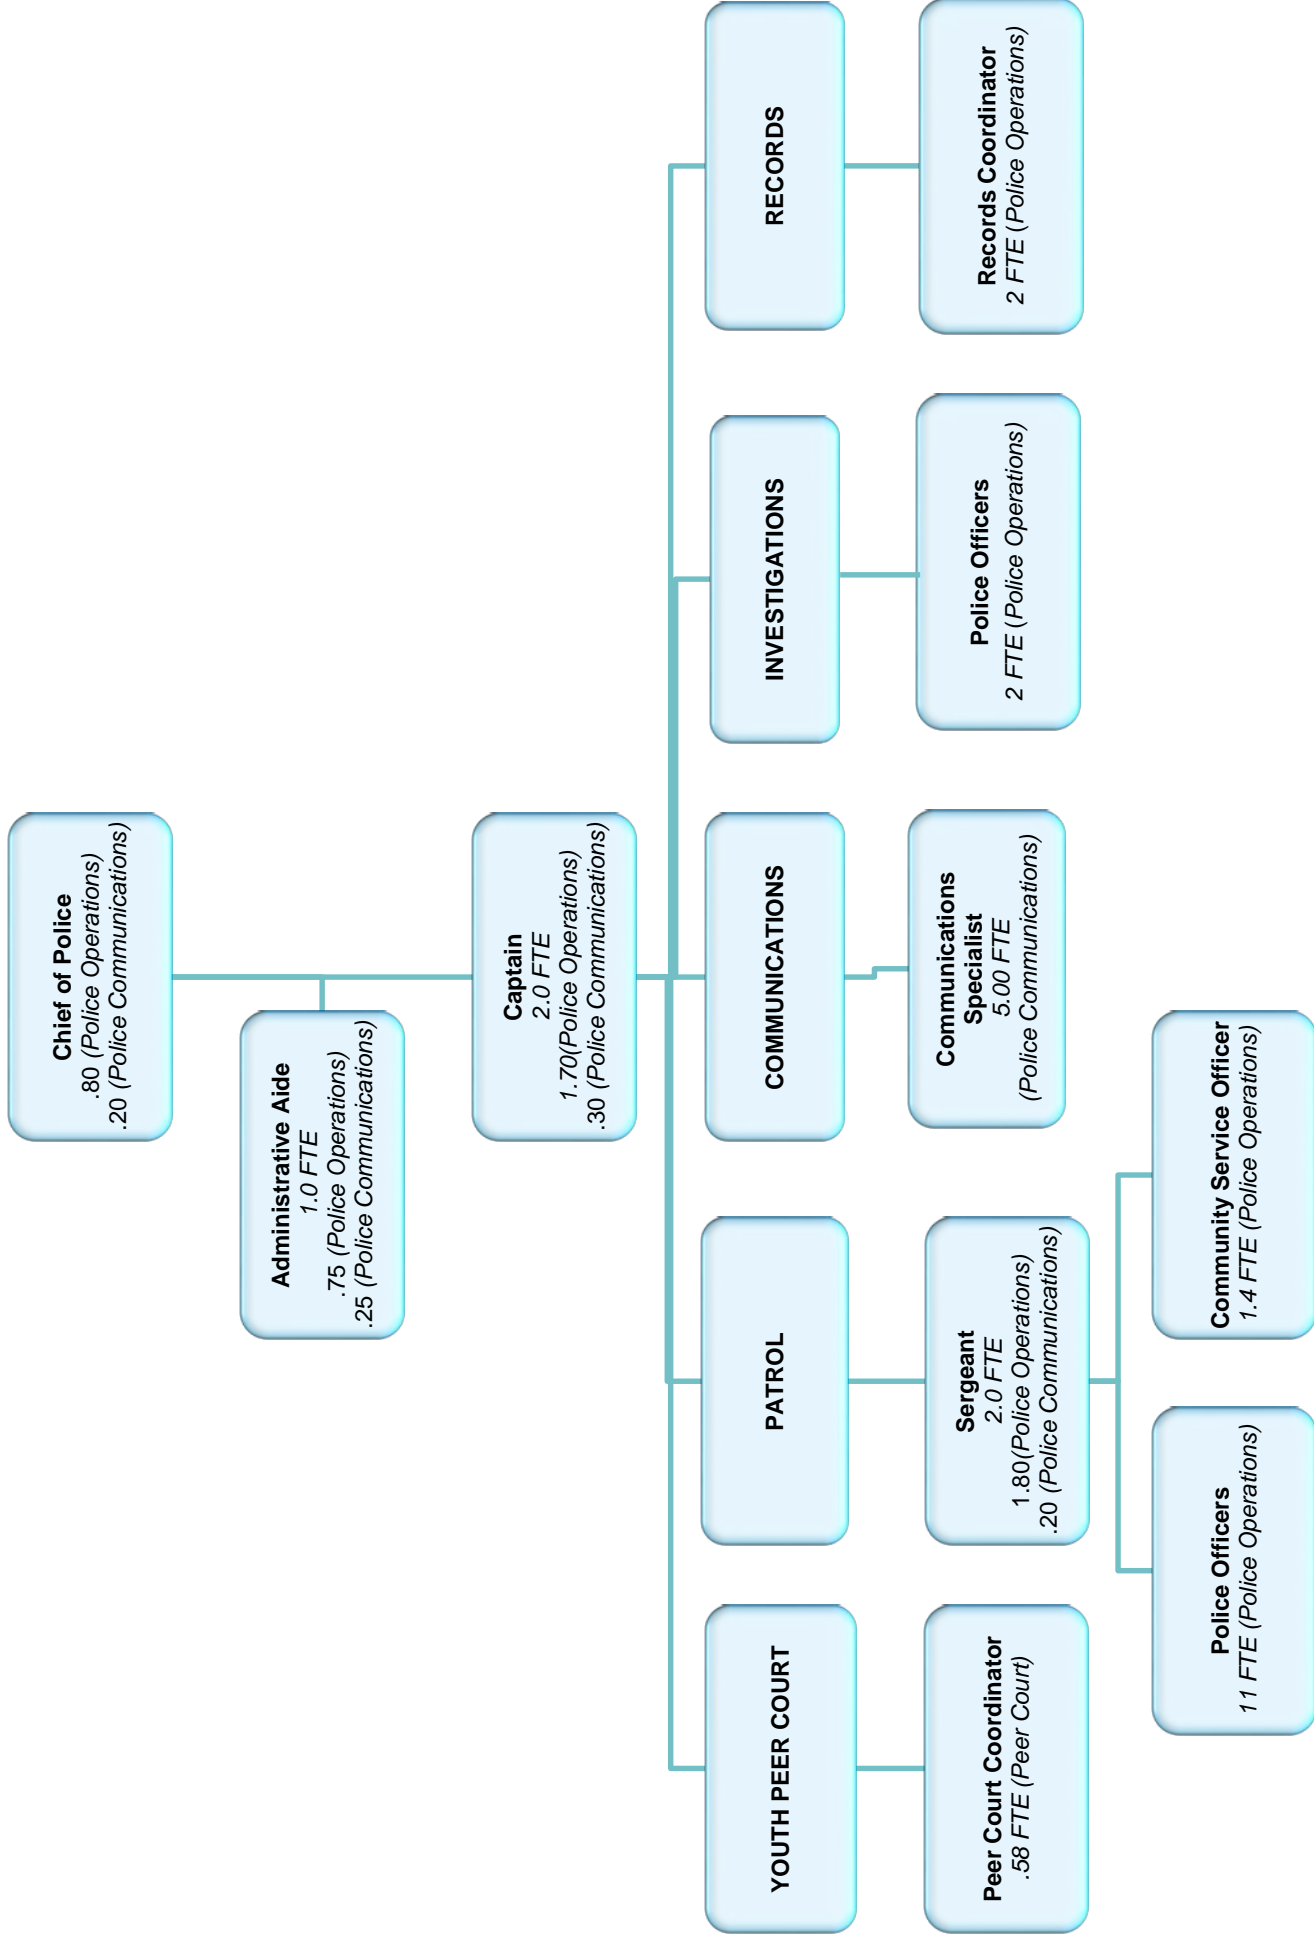 Chief of Police
.80 (Police Operations)
.20 (Police Communications)
Administrative Aide
1.0 FTE
.75 (Police Operations)
.25 (Police Communications)
Captain
2.0 FTE
1.70(Police Operations)
.30 (Police Communications)
YOUTH PEER COURT
PATROL
COMMUNICATIONS
INVESTIGATIONS
RECORDS
Peer Court Coordinator
.58 FTE (Peer Court)
Sergeant
2.0 FTE
1.80(Police Operations)
.20 (Police Communications)
Communications
Specialist
5.00 FTE
(Police Communications)
Police Officers
2 FTE (Police Operations)
Records Coordinator
2 FTE (Police Operations)
Police Officers
11 FTE (Police Operations)
Community Service Officer
1.4 FTE (Police Operations)